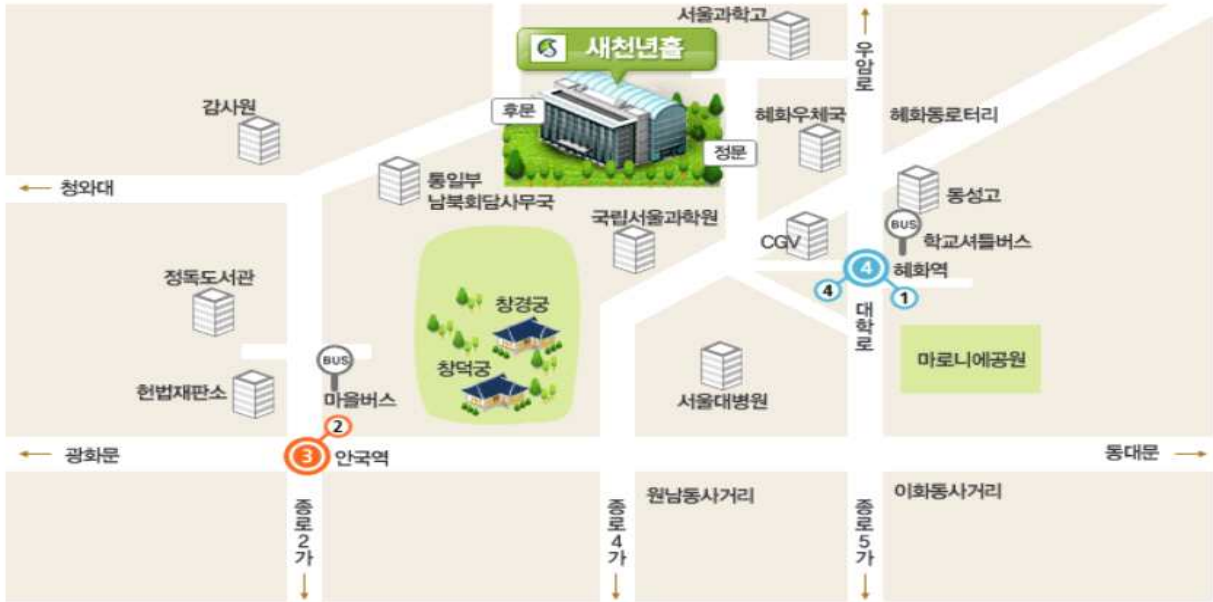 서울과학고
새천년홀
우암로
감사원
후문
혜화우체국
혜화동로터리
정문
청와대
통일부
남북회담사무국
동성고
국립서울과학원
CGV
BUS
학교셔틀버스
정독도서관
4
혜화역
4
1
창경궁
대학로
BUS
창덕궁
마로니에공원
헌법재판소
마을버스
서울대병원
2
광화문
3
안국역
동대문
원남동사거리
이화동사거리
종로2가
종로4가
종로5가